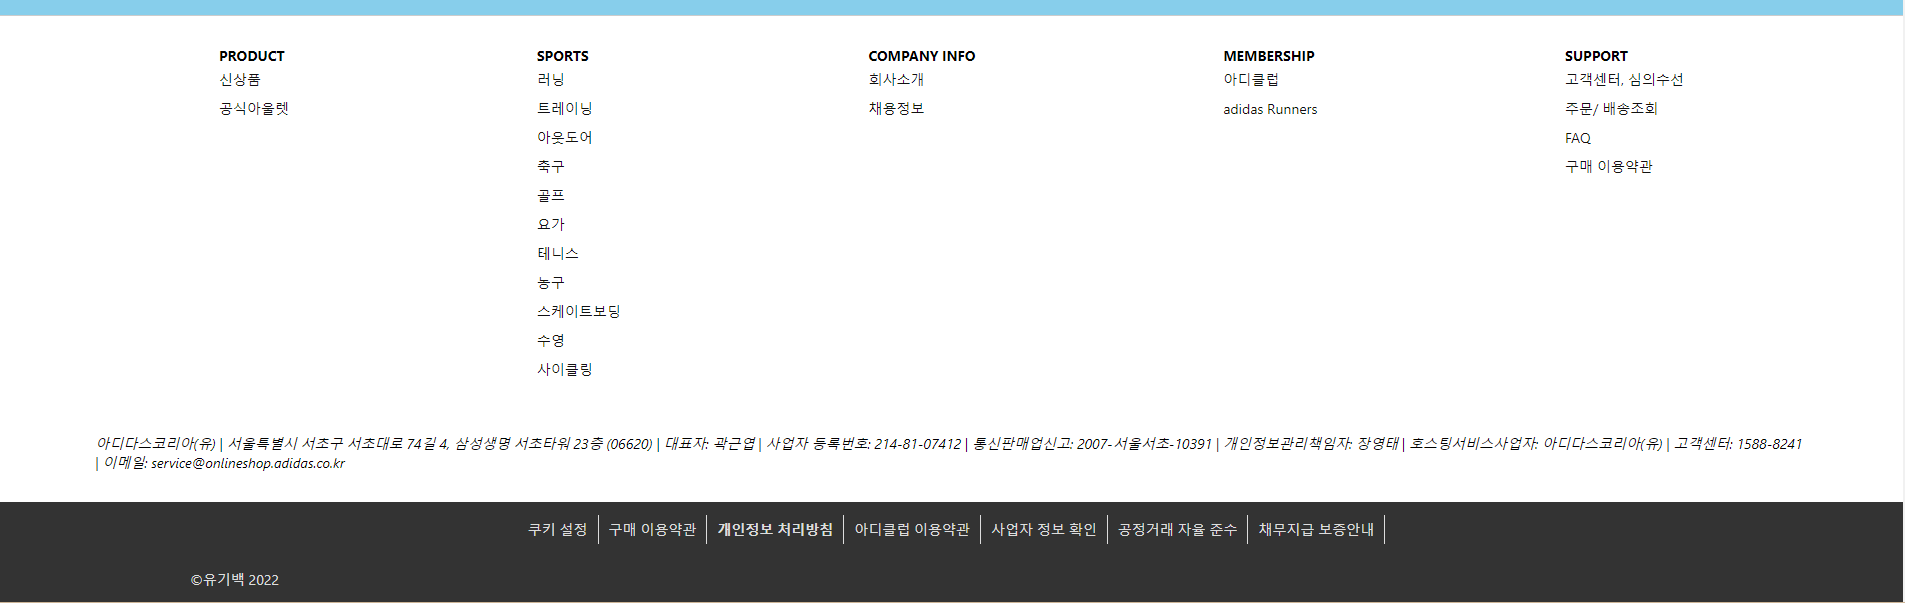 PRODUCT
신상품
공식아울렛
SPORTS
러닝
트레이닝
아웃도어
축구
골프
요가
테니스
농구
스케이트보딩
수영
사이클링
COMPANY INFO
회사소개
채용정보
MEMBERSHIP
아디클럽
adidas Runners
SUPPORT
고객센터, 심의수선
주문/ 배송조회
FAQ
구매 이용약관
아디다스코리아(유) | 서울특별시 서초구 서초대로 74길 4, 삼성생명 서초타워 23층 (06620) | 대표자: 곽근엽 | 사업자 등록번호: 214-81-07412 | 통신판매업신고: 2007-서울서초-10391 | 개인정보관리책임자: 장영태 | 호스팅서비스사업자: 아디다스코리아(유) | 고객센터: 1588-8241
| 이메일: service@onlineshop.adidas.co.kr
쿠키 설정 | 구매 이용약관 | 개인정보 처리방침 | 아디클럽 이용약관 | 사업자 정보 확인 | 공정거래 자율 준수 | 채무지급 보증안내 |
©유기백 2022